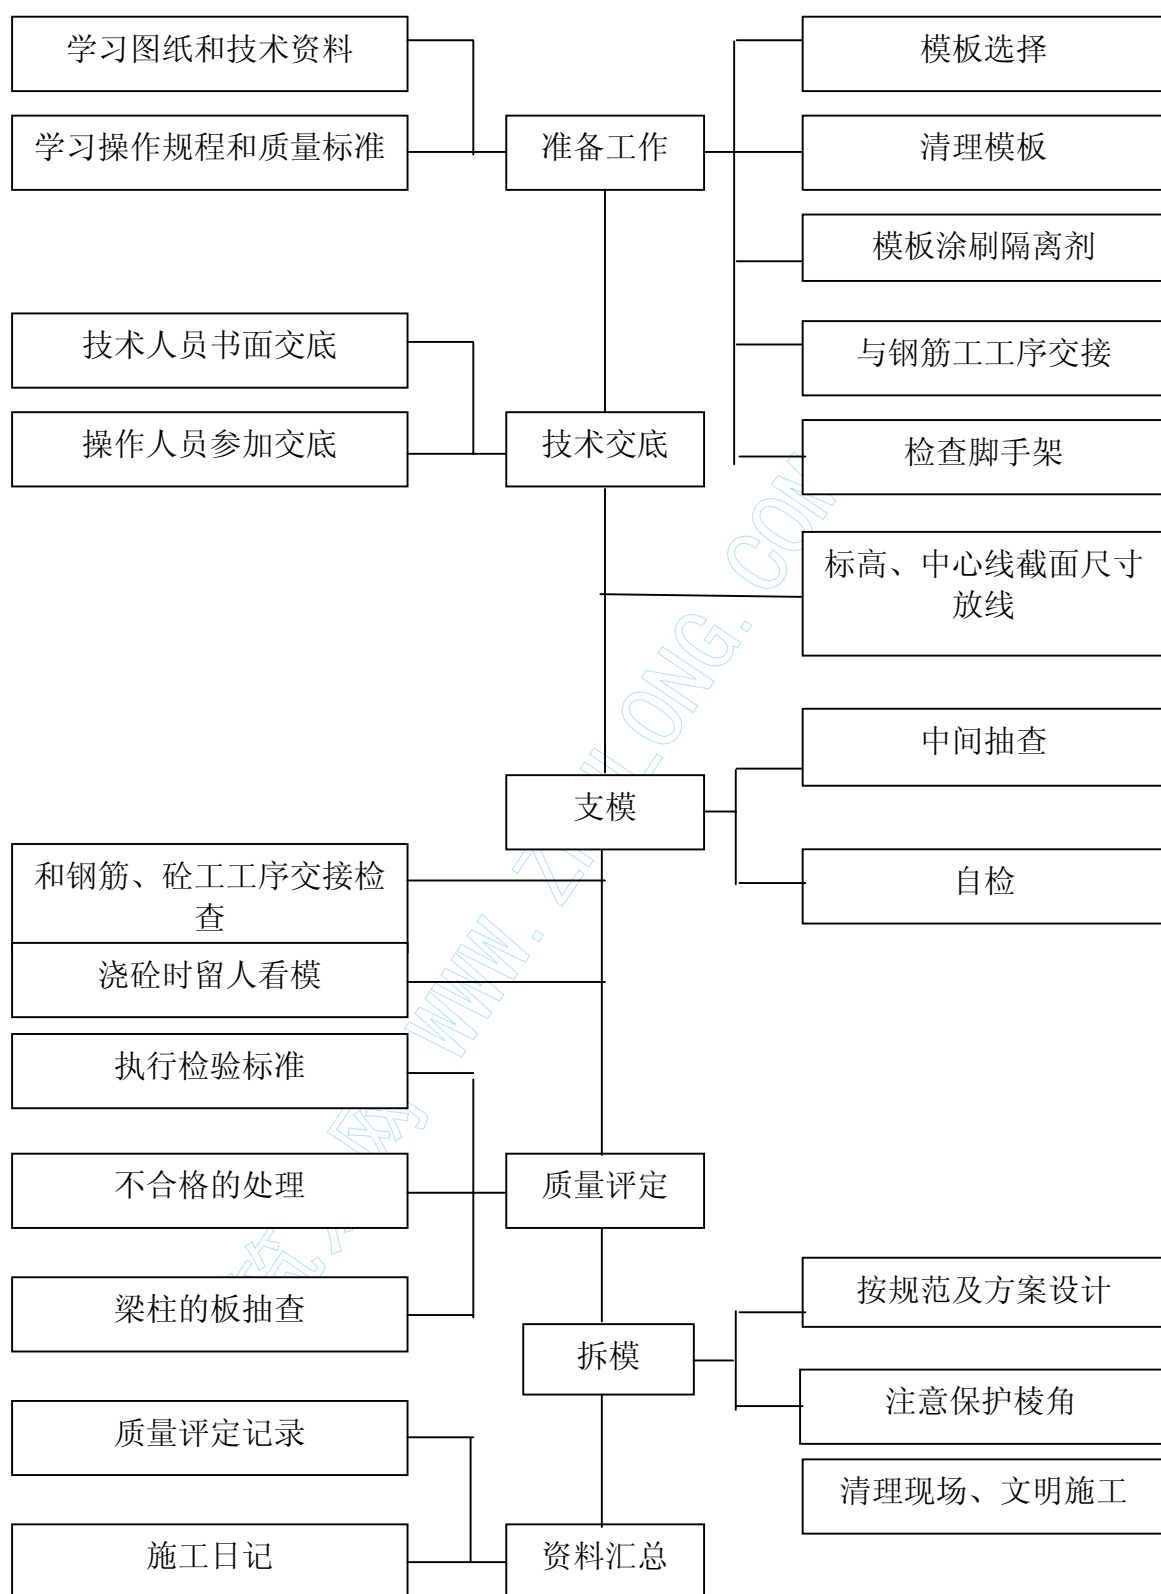 学习图纸和技术资料
模板选择
学习操作规程和质量标准
准备工作
清理模板
模板涂刷隔离剂
技术人员书面交底
与钢筋工工序交接
操作人员参加交底
技术交底
检查脚手架
标高、中心线截面尺寸
放线
中间抽查
支模
和钢筋、砼工工序交接检
查
自检
浇砼时留人看模
执行检验标准
不合格的处理
质量评定
梁柱的板抽查
按规范及方案设计
拆模
注意保护棱角
质量评定记录
清理现场、文明施工
施工日记
资料汇总